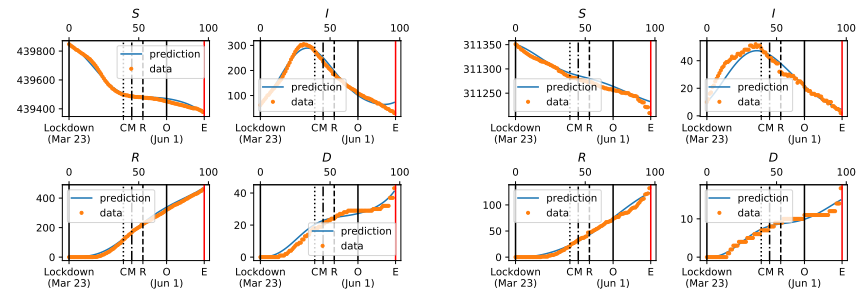 S I S I
0 50 100 0 50 100 0 50 100 0 50 100
439800 439600 439400
prediction
data
300 200 100
prediction
data
311350 311300 311250
prediction
data
40 20 0
prediction
data
Lockdown CM R O E Lockdown CM R O E Lockdown CM R O E Lockdown CM R O E
(Mar 23) (Jun 1) (Mar 23) (Jun 1) (Mar 23) (Jun 1) (Mar 23) (Jun 1)
R D R D
0 50 100 0 50 100 0 50 100 0 50 100
400 200 0
prediction
data
40 20 0
prediction
data
100 50 0
prediction
data
10 0
prediction
data
Lockdown CM R O E Lockdown CM R O E Lockdown CM R O E Lockdown CM R O E
(Mar 23) (Jun 1) (Mar 23) (Jun 1) (Mar 23) (Jun 1) (Mar 23) (Jun 1)